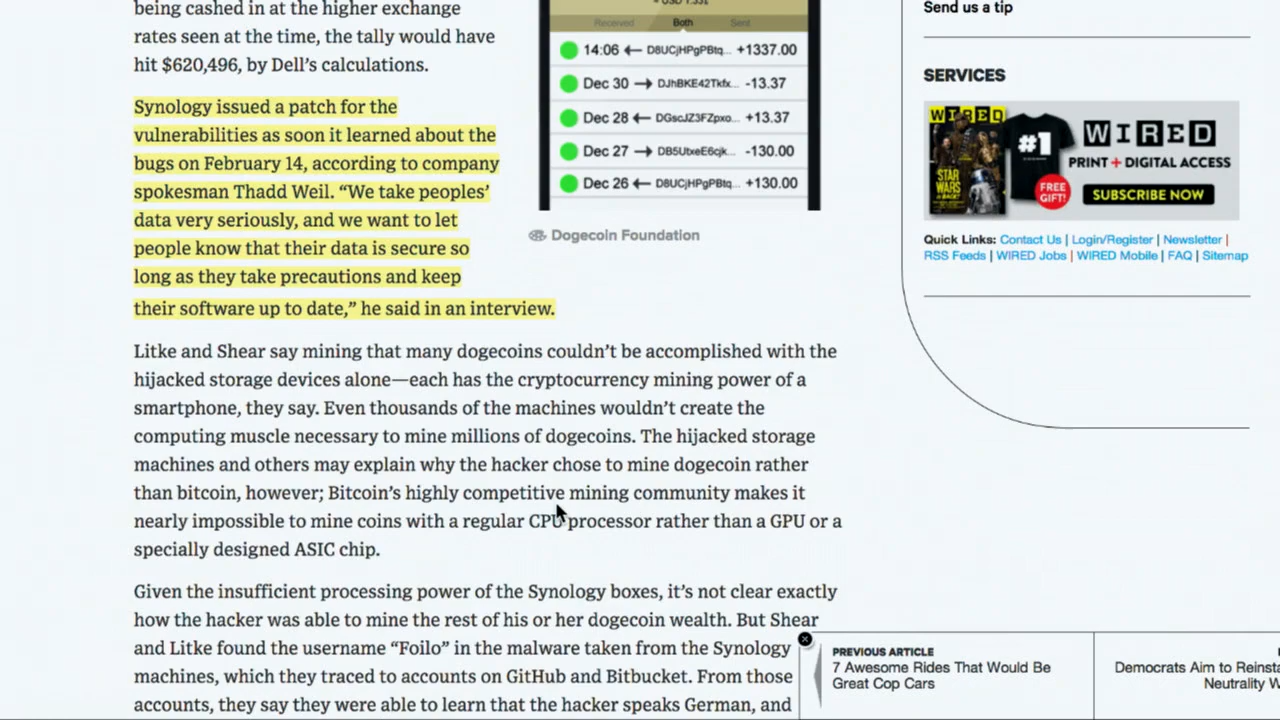 being cashed in at the higher exchange
rates seen at the time, the tally would have
hit $620,496, by Dell’s calculations.
Synology issued a patch for the
vulnerabilities as soon it learned about the
bugs on February 14, according to company
spokesman Thadd Weil. “We take peoples’
data very seriously, and we want to let
people know that their data is secure so
long as they take precautions and keep
their software up to date,” he said in an interview.
Received Both Sent
14:06 ← D8UCjHPgPBtq... +1337.00
Dec 30 → DJhBKE42Tkfx... -13.37
Dec 28 ← DGscJZ3FZpxo... +13.37
Dec 27 → DB5UtxeE6cjk... -130.00
Dec 26 ← D8UCjHPgPBtq... +130.00
Dogecoin Foundation
Litke and Shear say mining that many dogecoins couldn’t be accomplished with the
hijacked storage devices alone—each has the cryptocurrency mining power of a
smartphone, they say. Even thousands of the machines wouldn’t create the
computing muscle necessary to mine millions of dogecoins. The hijacked storage
machines and others may explain why the hacker chose to mine dogecoin rather
than bitcoin, however; Bitcoin’s highly competitive mining community makes it
nearly impossible to mine coins with a regular CPU processor rather than a GPU or a
specially designed ASIC chip.
Given the insufficient processing power of the Synology boxes, it’s not clear exactly
how the hacker was able to mine the rest of his or her dogecoin wealth. But Shear
and Litke found the username “Foilo” in the malware taken from the Synology
machines, which they traced to accounts on GitHub and Bitbucket. From those
accounts, they say they were able to learn that the hacker speaks German, and
Send us a tip
SERVICES
WIRED
STAR
WARS
#1
WIRED
PRINT + DIGITAL ACCESS
FREE
GIFT!
SUBSCRIBE NOW
Quick Links: Contact Us | Login/Register | Newsletter |
RSS Feeds | WIRED Jobs | WIRED Mobile | FAQ | Sitemap
PREVIOUS ARTICLE
7 Awesome Rides That Would Be
Great Cop Cars
Democrats Aim to Reinst
Neutrality W